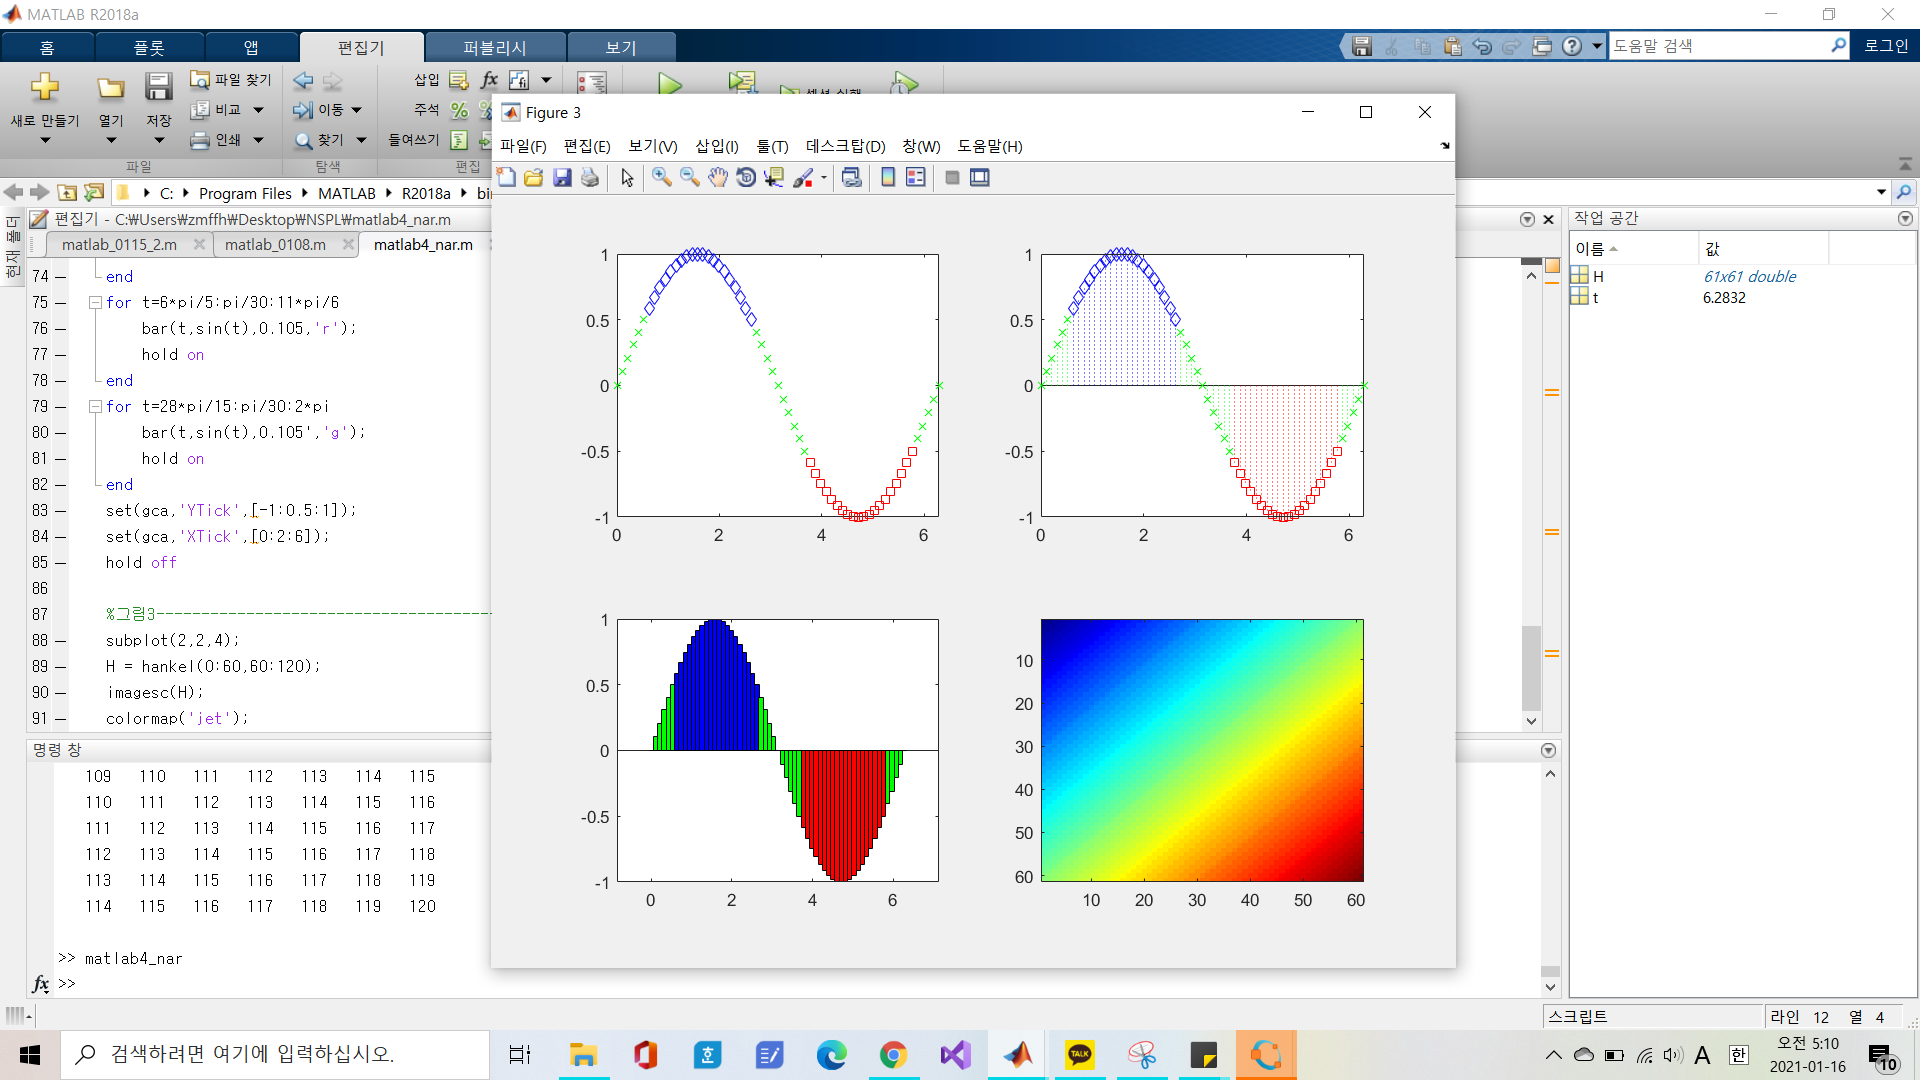 MATLAB R2018a
홈 플롯 앱 편집기 퍼블리시 보기
도움말 검색 로그인
새로 만들기 열기 저장 파일 찾기 비교 인쇄
이동 찾기
삽입 fx fi
주석
들여쓰기
파일 탐색 편집
C: Program Files MATLAB R2018a bin
현재 폴더
편집기 - C:₩Users₩zmffh₩Desktop₩NSPL₩matlab4_nar.m
matlab_0115_2.m matlab_0108.m matlab4_nar.m
74 – end
75 – for t=6*pi/5:pi/30:11*pi/6
76 – bar(t,sin(t),0.105,'r');
77 – hold on
78 – end
79 – for t=28*pi/15:pi/30:2*pi
80 – bar(t,sin(t),0.105','g');
81 – hold on
82 – end
83 – set(gca,'YTick',[-1:0.5:1]);
84 – set(gca,'XTick',[0:2:6]);
85 – hold off
86
87 %그림3-------------------------------------
88 – subplot(2,2,4);
89 – H = hankel(0:60,60:120);
90 – imagesc(H);
91 – colormap('jet');
명령 창
109 110 111 112 113 114 115
110 111 112 113 114 115 116
111 112 113 114 115 116 117
112 113 114 115 116 117 118
113 114 115 116 117 118 119
114 115 116 117 118 119 120
>> matlab4_nar
fx >>
Figure 3
파일(F) 편집(E) 보기(V) 삽입(I) 툴(T) 데스크탑(D) 창(W) 도움말(H)
1
0.5
0
-0.5
-1
0 2 4 6
1
0.5
0
-0.5
-1
0 2 4 6
1
0.5
0
-0.5
-1
0 2 4 6
10
20
30
40
50
60
10 20 30 40 50 60
작업 공간
이름 값
H 61x61 double
t 6.2832
스크립트 라인 12 열 4
검색하려면 여기에 입력하십시오.
TALK
A 한
오전 5:10
2021-01-16
10